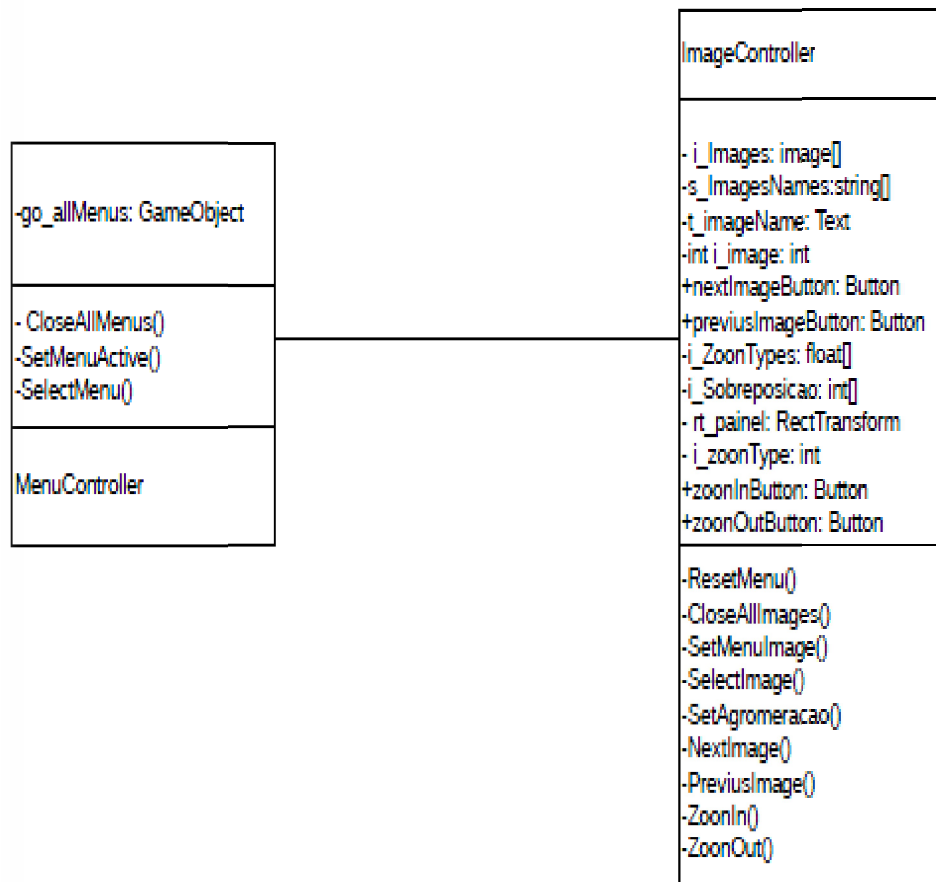 -go_allMenus: GameObject
- CloseAllMenus()
-SetMenuActive()
-SelectMenu()
MenuController
ImageController
- i_Images: image[]
-s_ImagesNames:string[]
-t_imageName: Text
-int i_image: int
+nextImageButton: Button
+previusImageButton: Button
-i_ZoonTypes: float[]
-i_Sobreposicao: int[]
- rt_painel: RectTransform
- i_zoonType: int
+zoonInButton: Button
+zoonOutButton: Button
-ResetMenu()
-CloseAllImages()
-SetMenuImage()
-SelectImage()
-SetAgromeracao()
-NextImage()
-PreviusImage()
-ZoonIn()
-ZoonOut()